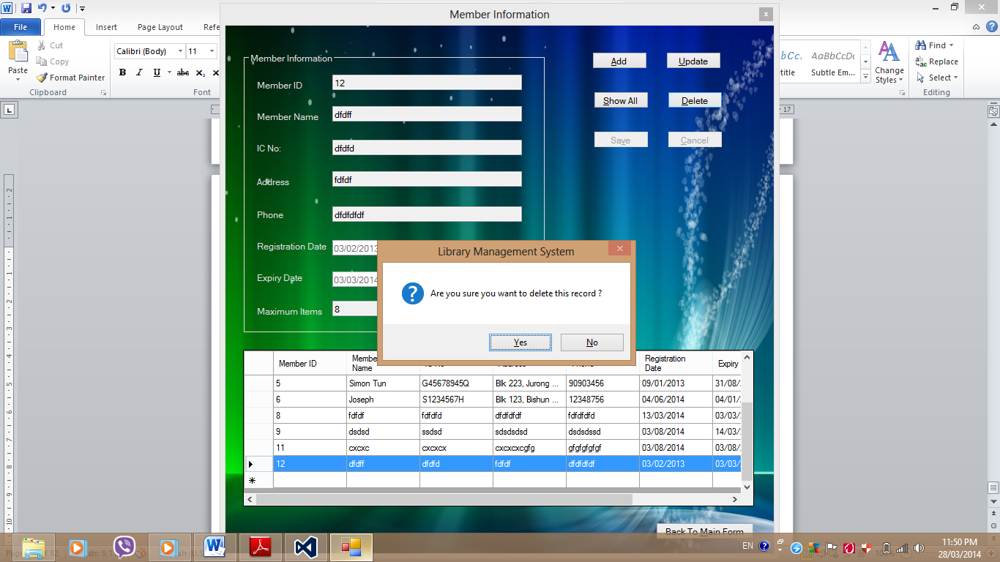 Member Information
x
File
Home
Insert
Page Layout
Refe
Cut
Copy
Format Painter
Paste
Clipboard
Calibri (Body)
11
B I U abc x₂ x
Font
AaBbCcDc
title
Subtle Em...
Change
Styles
Find
Replace
Select
Editing
L
17
Member Information
Member ID
12
Member Name
dfdff
IC No:
dfdfd
Address
fdfdf
Phone
dfdfdfdf
Registration Date
03/02/2013
Expiry Date
03/03/2014
Maximum Items
8
Add
Update
Show All
Delete
Save
Cancel
Library Management System
Are you sure you want to delete this record ?
Yes
No
Member ID
Member
Name
Registration
Date
Expiry
5 Simon Tun G45678945Q Blk 223, Jurong ... 90903456 09/01/2013 31/08/
6 Joseph S1234567H Blk 123, Bishun ... 12348756 04/06/2014 04/01/
8 fdfdf fdfdfd dfdfdfdf fdfdfdfd 13/03/2014 03/03/
9 dsdsd ssdsd sdsdsdsd dsdsdssd 03/08/2014 14/03/
11 cxcxc cxcxcx cxcxcxcgfg gfgfgfgfgf 03/08/2014 03/08/
12 dfdff dfdfd fdfdf dfdfdfdf 03/02/2013 03/03/
Back To Main Form
EN
11:50 PM
28/03/2014